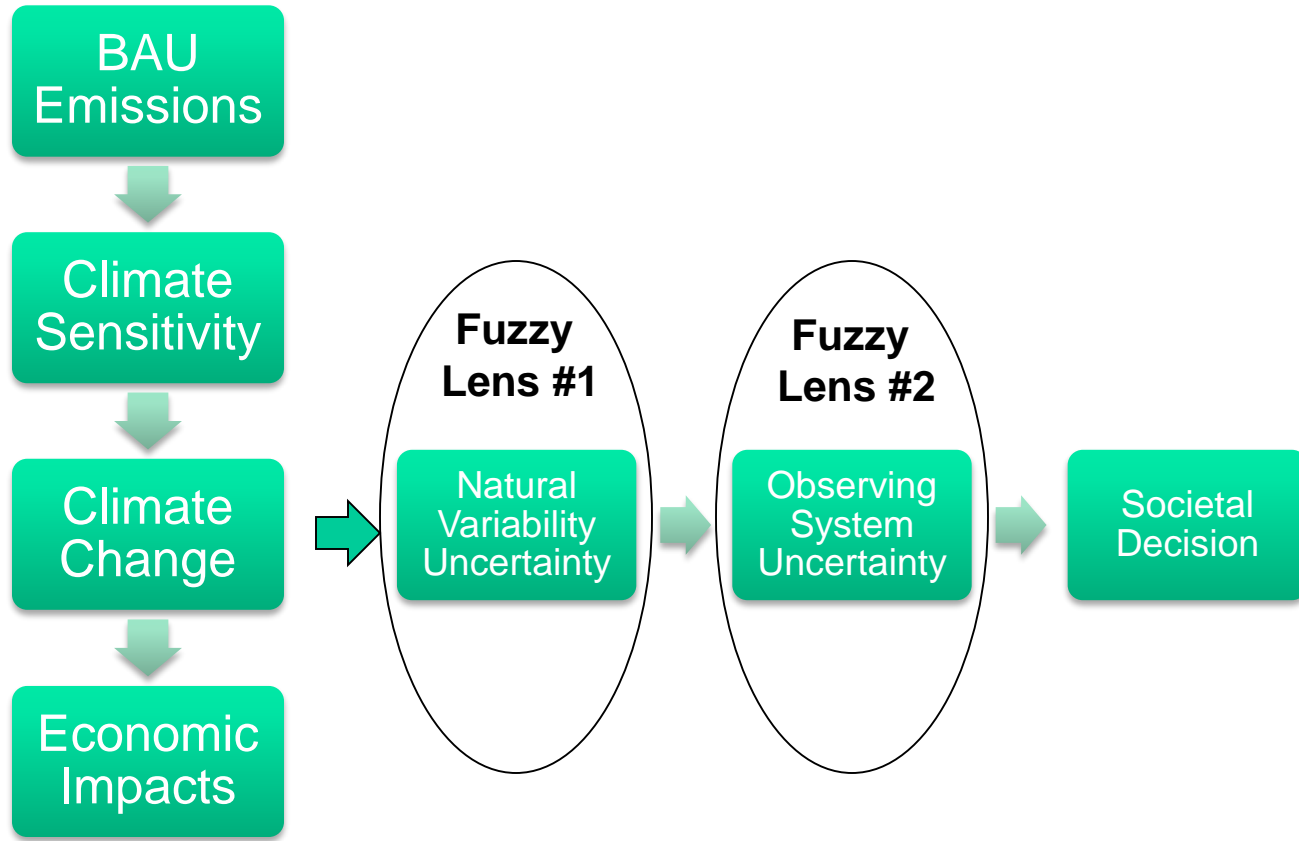 BAU
Emissions
Climate
Sensitivity
Climate
Change
Economic
Impacts
Fuzzy
Lens #1
Natural
Variability
Uncertainty
Fuzzy
Lens #2
Observing
System
Uncertainty
Societal
Decision